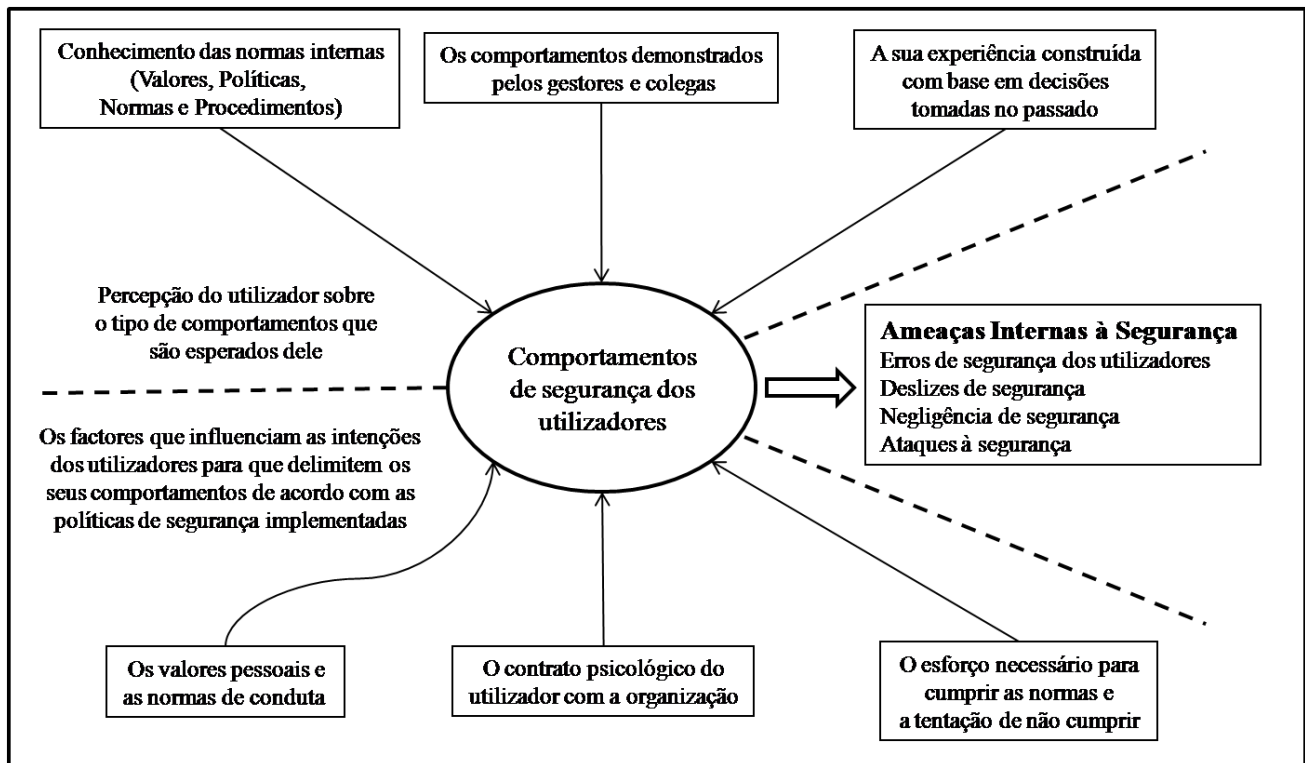 Conhecimento das normas internas
(Valores, Políticas,
Normas e Procedimentos)
Os comportamentos demonstrados
pelos gestores e colegas
A sua experiência construída
com base em decisões
tomadas no passado
Percepção do utilizador sobre
o tipo de comportamentos que
são esperados dele
Comportamentos
de segurança dos
utilizadores
Ameaças Internas à Segurança
Erros de segurança dos utilizadores
Deslizes de segurança
Negligência de segurança
Ataques à segurança
Os factores que influenciam as intenções
dos utilizadores para que delimitem os
seus comportamentos de acordo com as
políticas de segurança implementadas
Os valores pessoais e
as normas de conduta
O contrato psicológico do
utilizador com a organização
O esforço necessário para
cumprir as normas e
a tentação de não cumprir